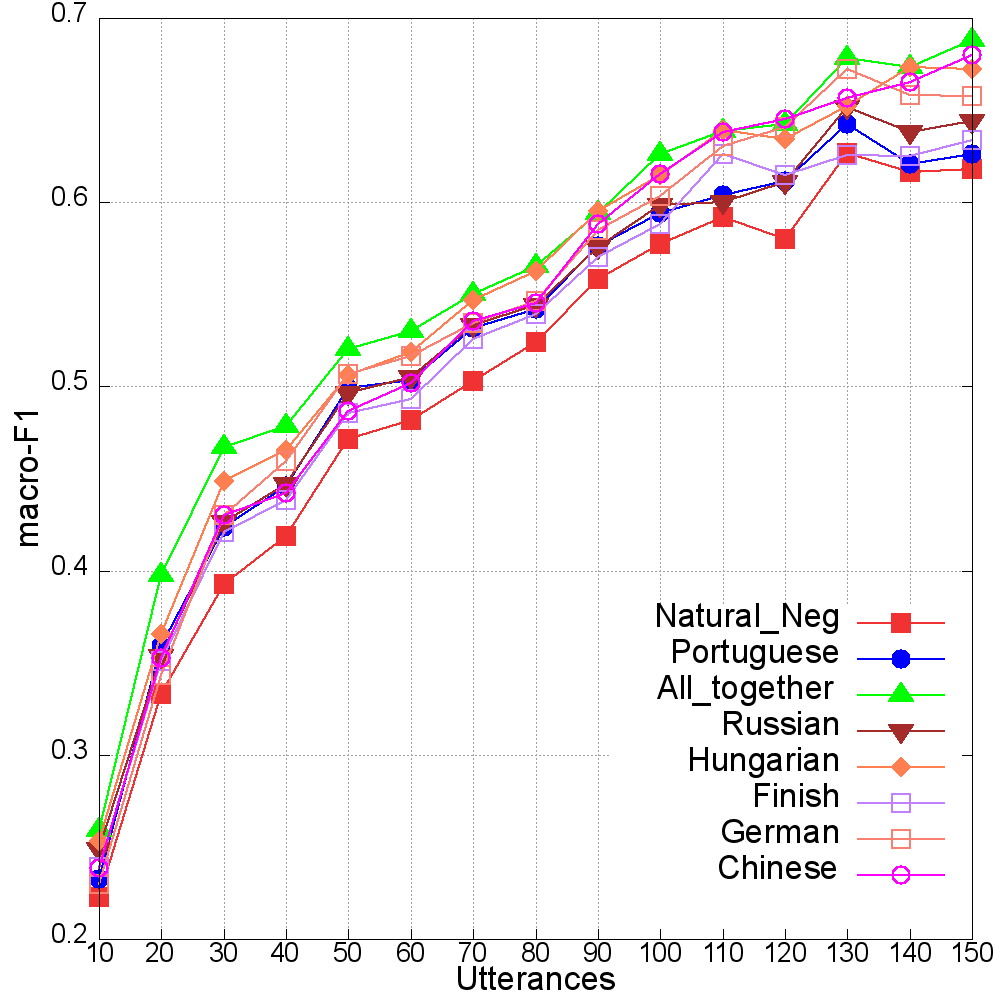 0.7
0.6
0.5
0.4
0.3
0.2
macro-F1
Natural_Neg
Portuguese
All_together
Russian
Hungarian
Finish
German
Chinese
10 20 30 40 50 60 70 80 90 100 110 120 130 140 150
Utterances